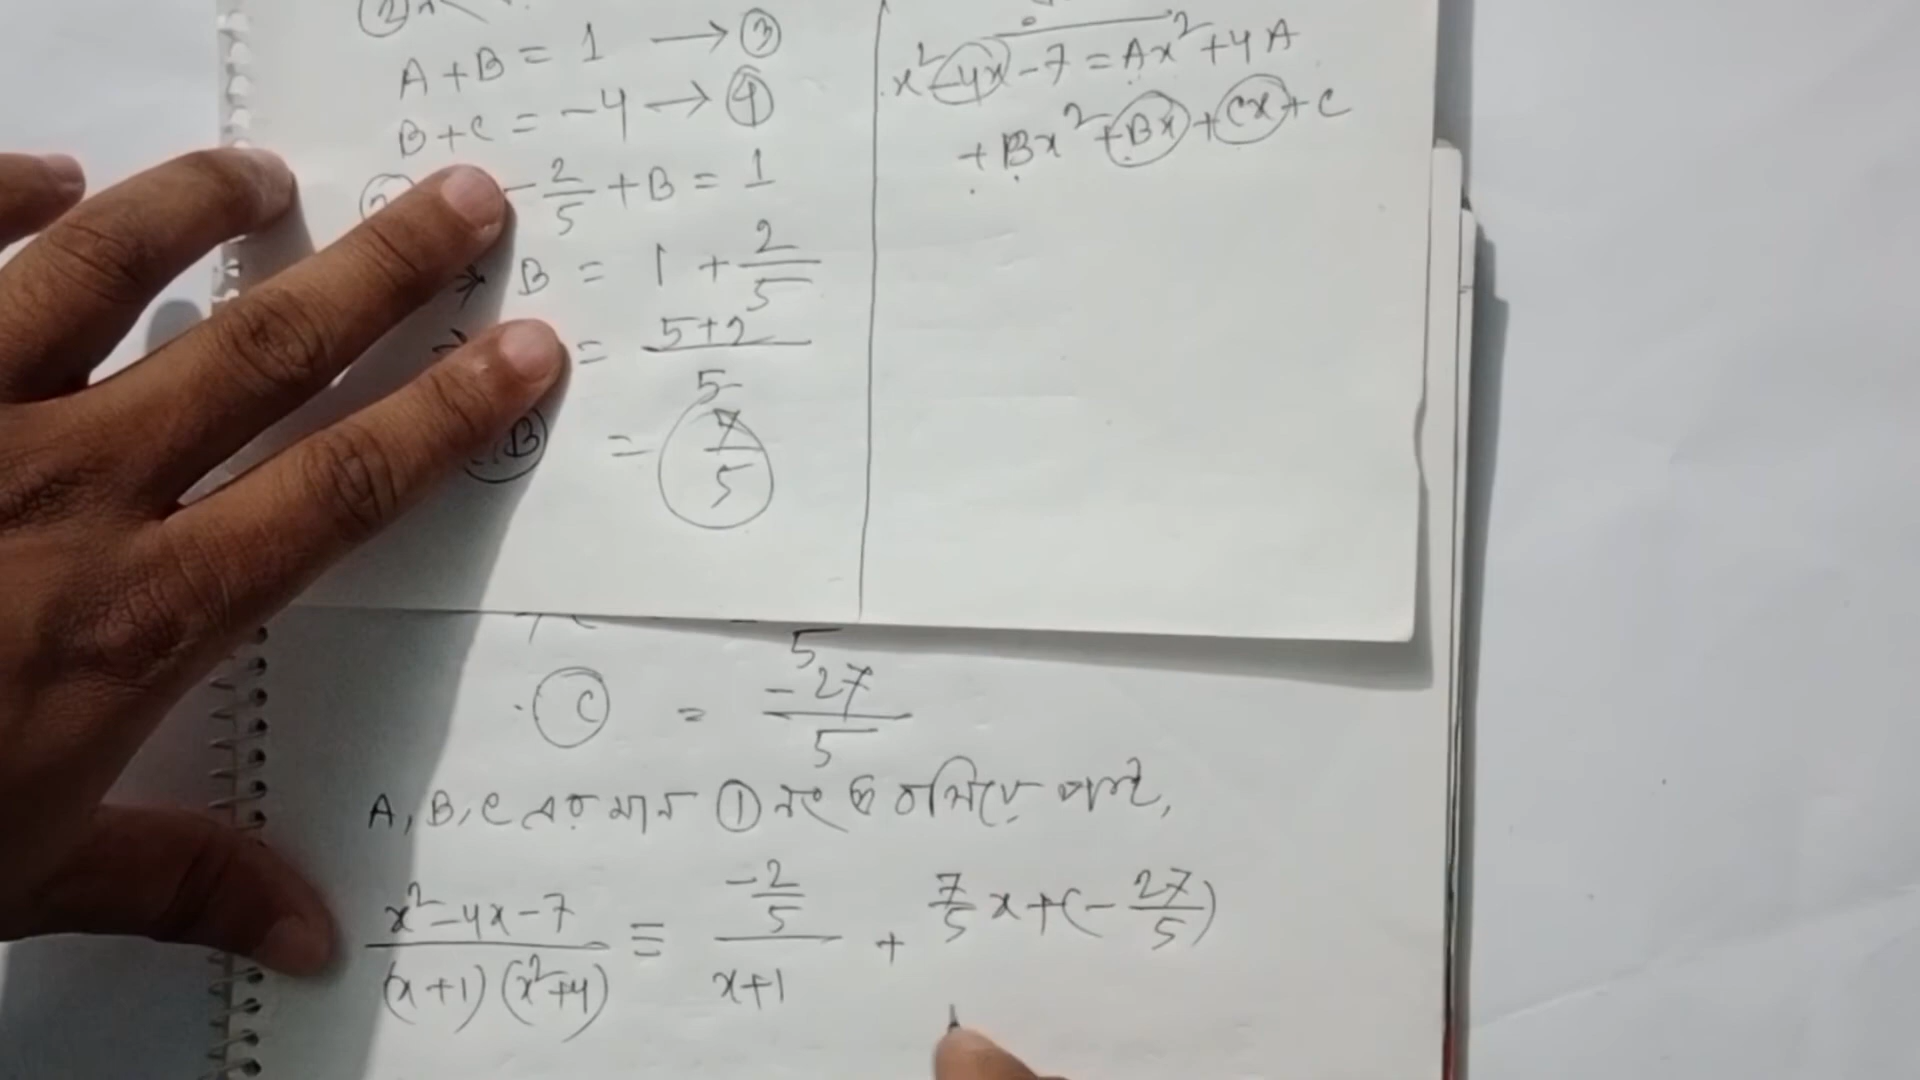 A+B = 1 → ③
B+C = -4 → ④
-2/5 + B = 1
B = 1 + 2/5
= 5+2/5
B = 7/5
x²-4x-7 = Ax²+4A
+Bx²+Bx+Cx+C
5
C = -27/5
A, B, C এর মান ① নং এ বসিয়ে পাই,
x²-4x-7/(x+1)(x²+4) ≡ -2/5/x+1 + 7/5x+(-27/5)